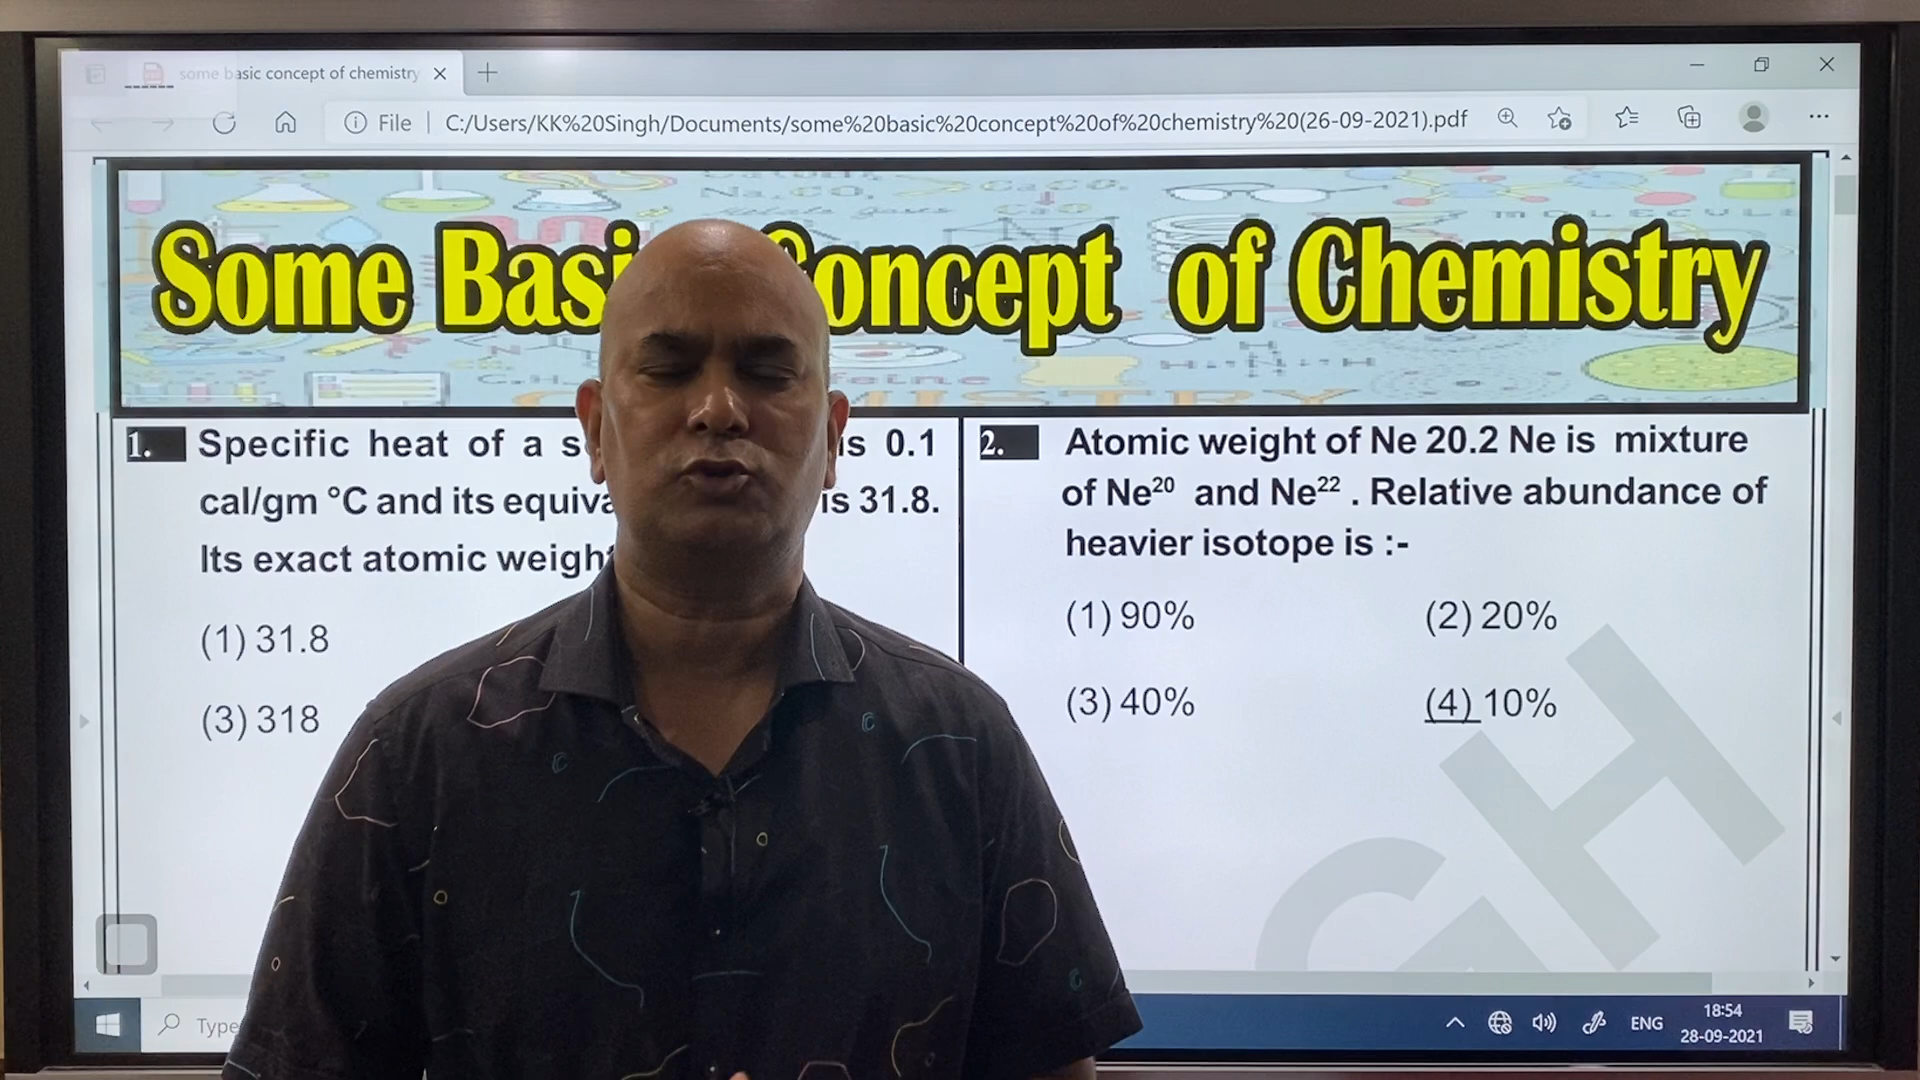 some basic concept of chemistry
File C:/Users/KK%20Singh/Documents/some%20basic%20concept%20of%20chemistry%20(26-09-2021).pdf
Some Basi oncept of Chemistry
1. Specific heat of a s is 0.1
cal/gm °C and its equiva is 31.8.
Its exact atomic weigh
(1) 31.8
(3) 318
2. Atomic weight of Ne 20.2 Ne is mixture
of Ne²⁰ and Ne²² . Relative abundance of
heavier isotope is :-
(1) 90% (2) 20%
(3) 40% (4) 10%
GH
Type
ENG
18:54
28-09-2021